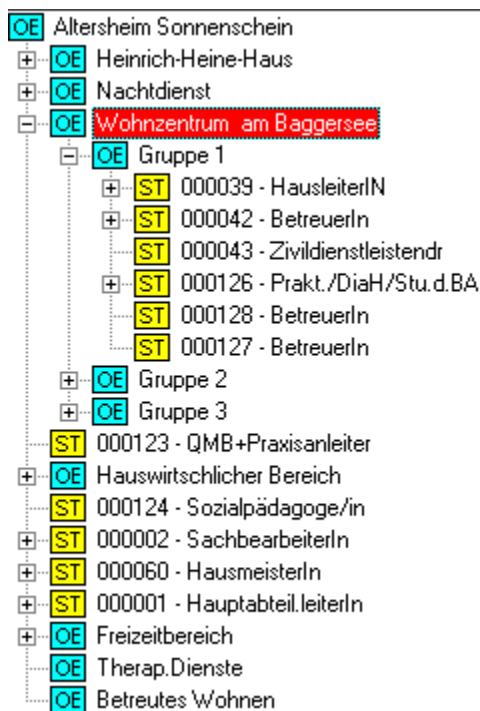 OE Altersheim Sonnenschein
OE Heinrich-Heine-Haus
OE Nachtdienst
OE Wohnzentrum am Baggersee
OE Gruppe 1
ST 000039 - HausleiterIN
ST 000042 - BetreuerIn
ST 000043 - Zivildienstleistendr
ST 000126 - Prakt./DiaH/Stu.d.BA
ST 000128 - BetreuerIn
ST 000127 - BetreuerIn
OE Gruppe 2
OE Gruppe 3
ST 000123 - QMB+Praxisanleiter
OE Hauswirtschlicher Bereich
ST 000124 - Sozialpädagoge/in
ST 000002 - SachbearbeiterIn
ST 000060 - HausmeisterIn
ST 000001 - Hauptabteil.leiterIn
OE Freizeitbereich
OE Therap.Dienste
OE Betreutes Wohnen